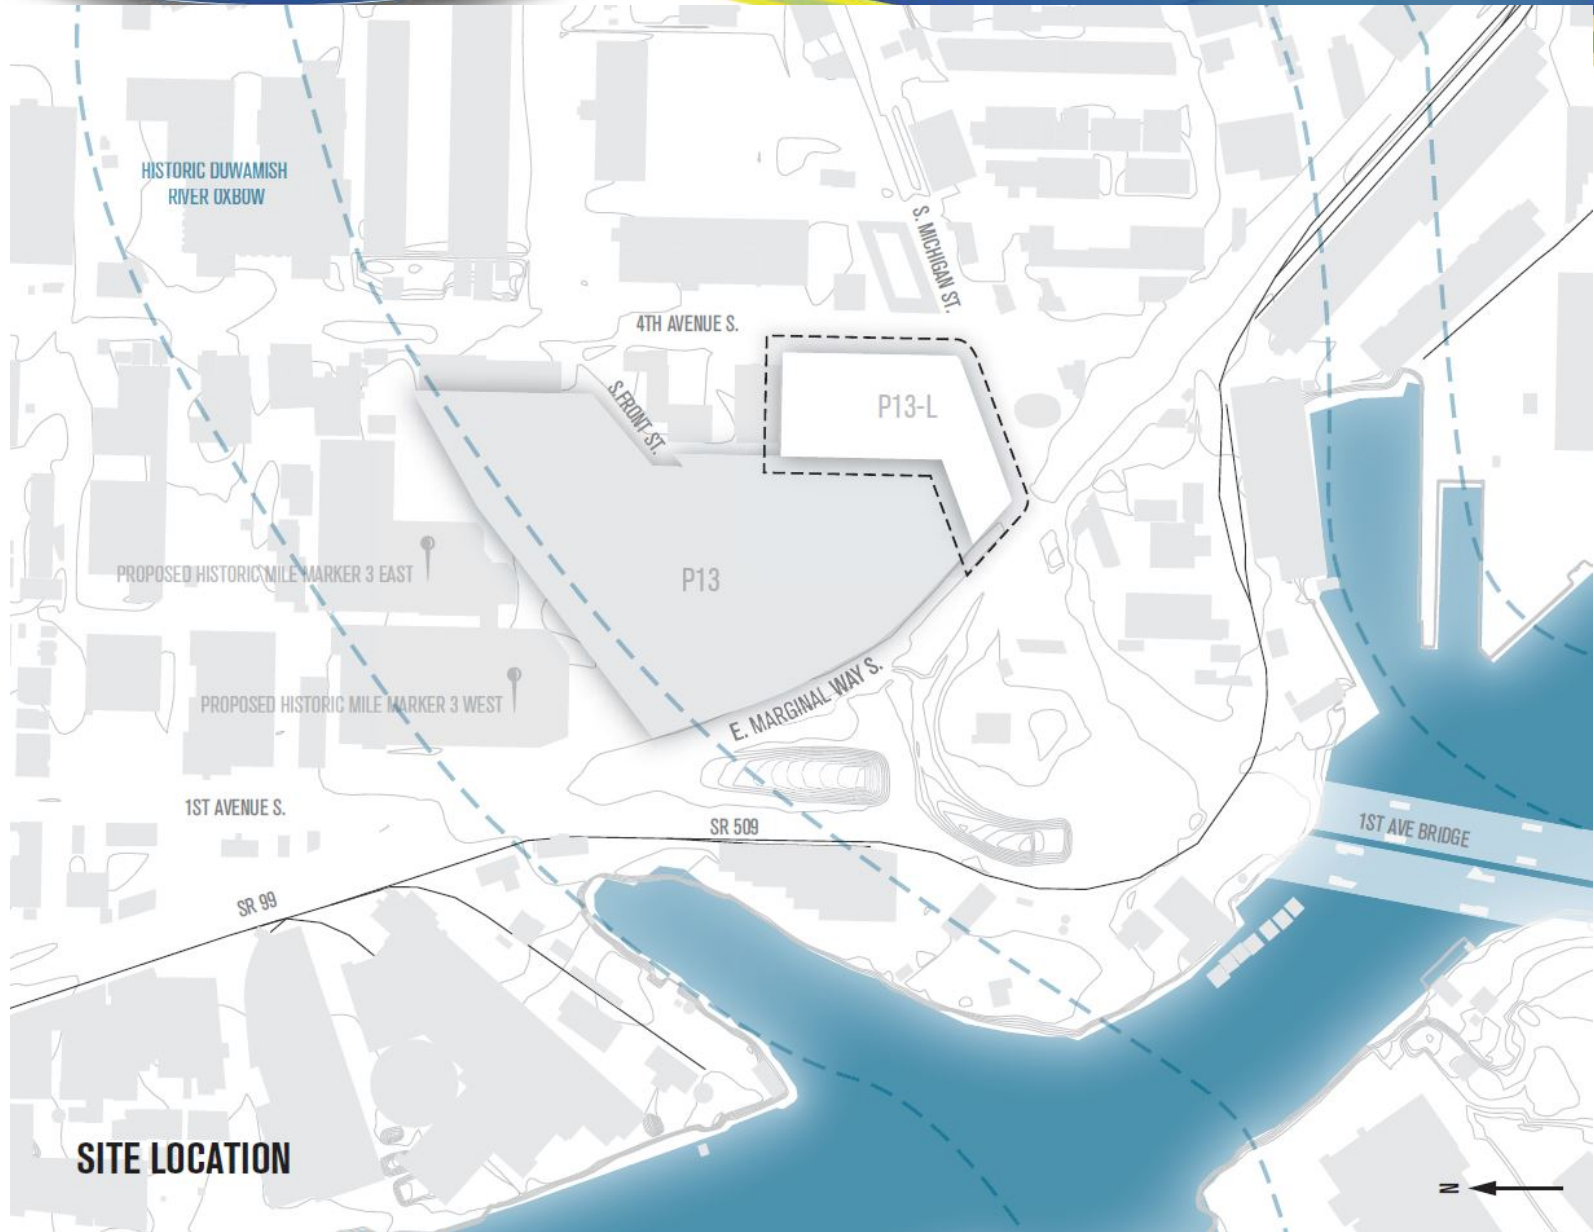 HISTORIC DUWAMISH
RIVER OXBOW
S. MICHIGAN ST.
4TH AVENUE S.
S.FRONT ST.
P13-L
PROPOSED HISTORIC MILE MARKER 3 EAST
P13
PROPOSED HISTORIC MILE MARKER 3 WEST
E. MARGINAL WAY S.
1ST AVENUE S.
SR 509
1ST AVE BRIDGE
SR 99
SITE LOCATION
N